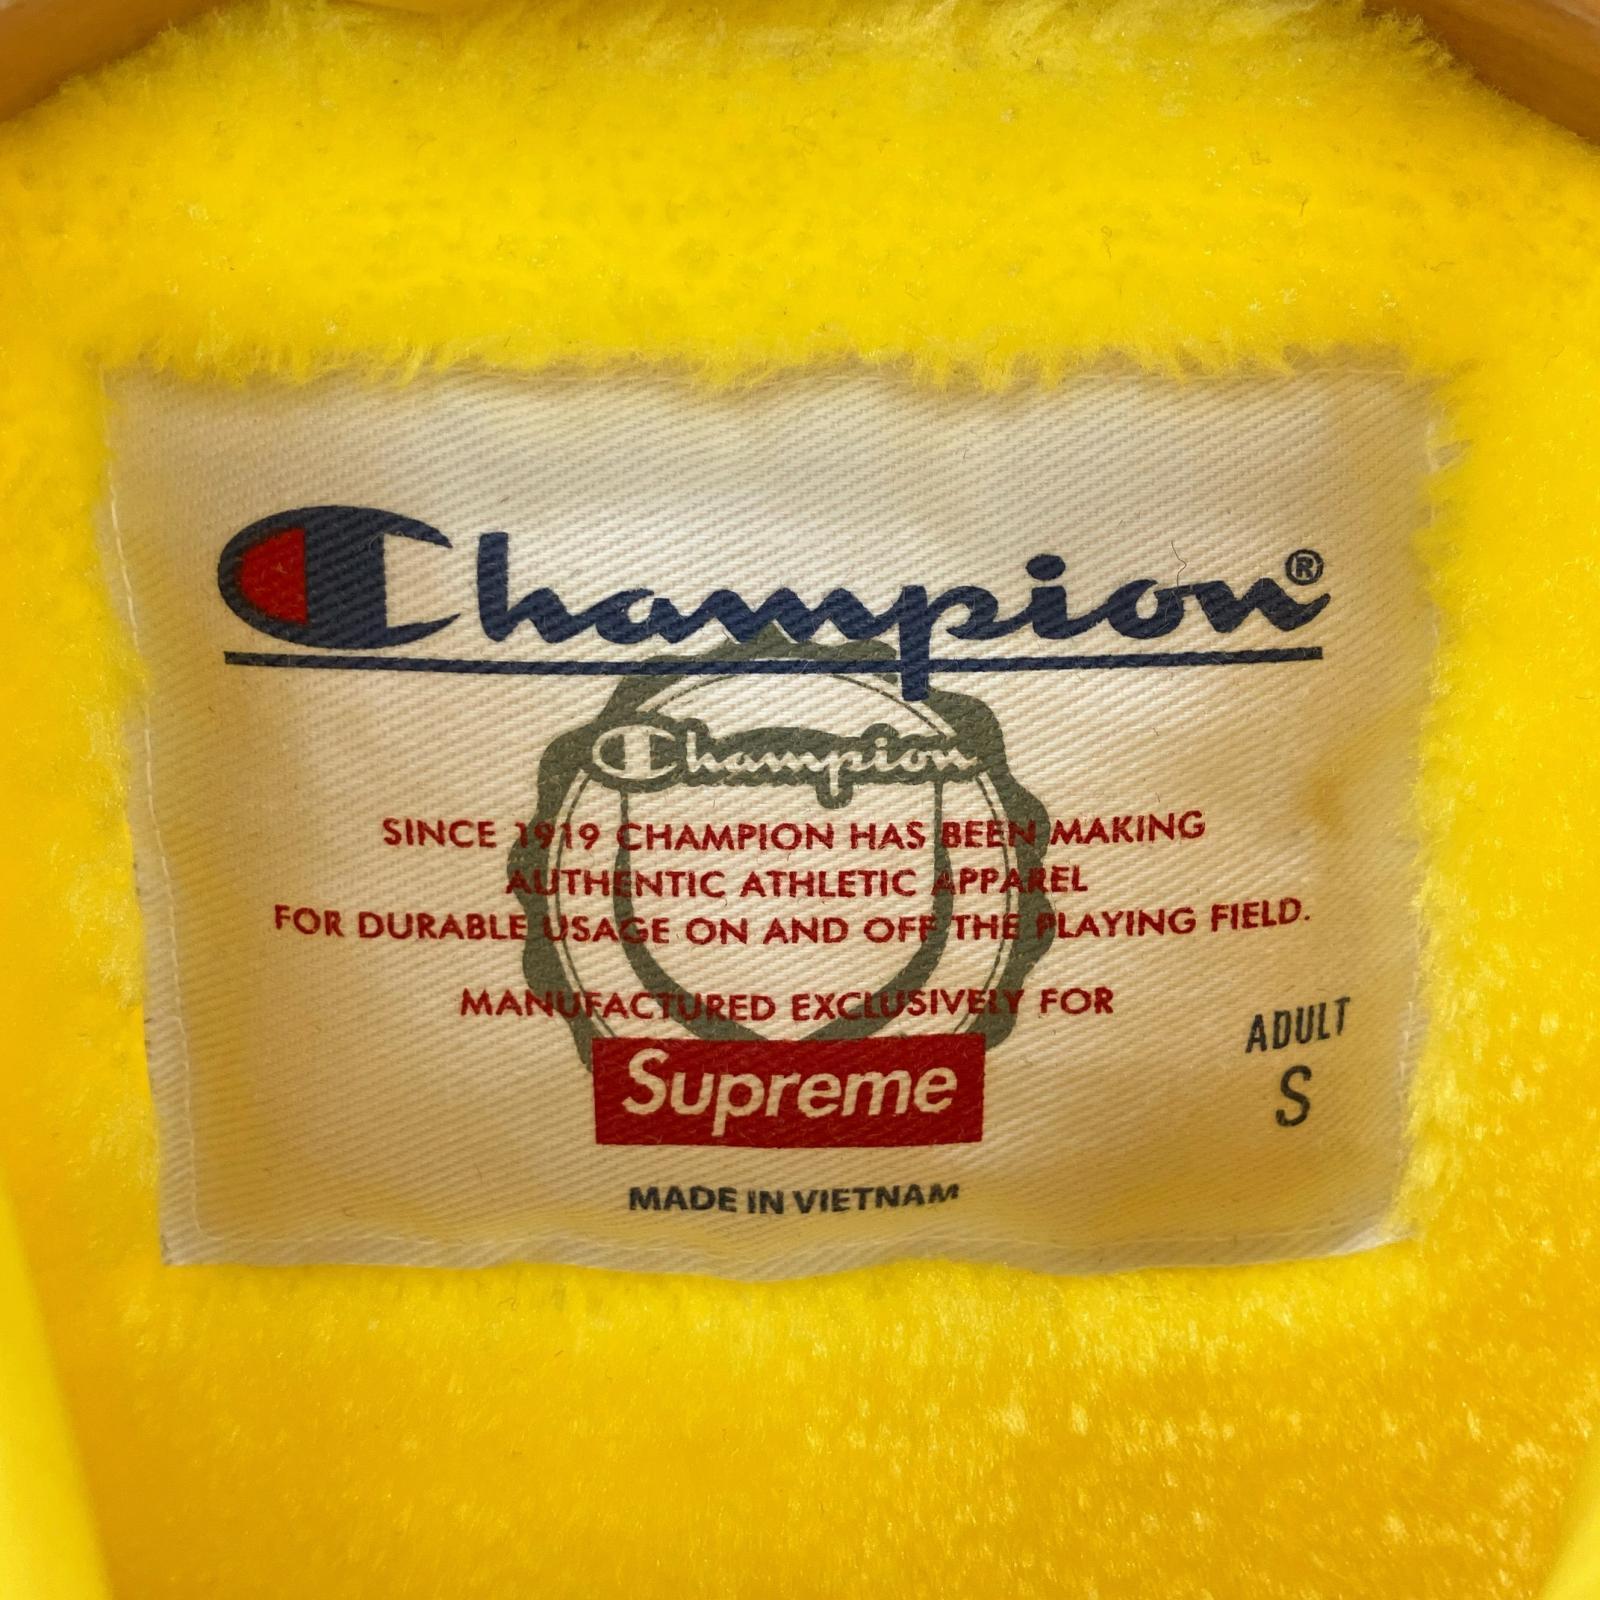 Champion®
Champion
SINCE 1919 CHAMPION HAS BEEN MAKING
AUTHENTIC ATHLETIC APPAREL
FOR DURABLE USAGE ON AND OFF THE PLAYING FIELD.
MANUFACTURED EXCLUSIVELY FOR
Supreme
ADULT
S
MADE IN VIETNAM